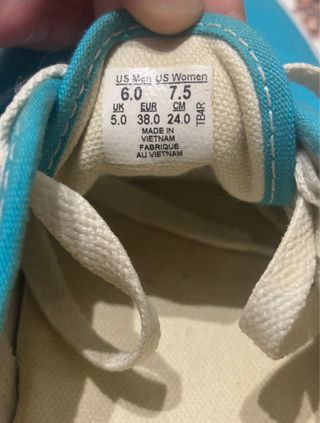 US Men US Women
6.0 7.5
UK EUR CM
5.0 38.0 24.0
TB4R
MADE IN
VIETNAM
FABRIQUE
AU VIETNAM